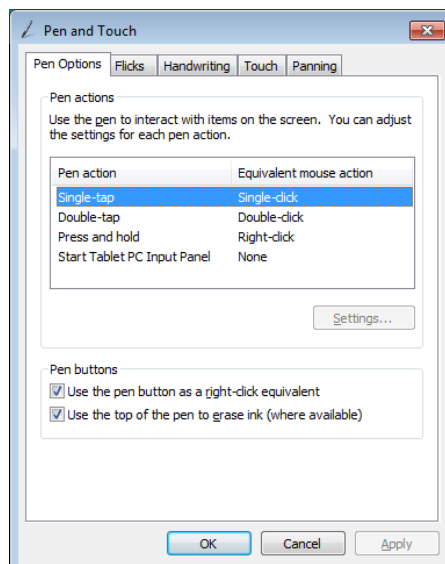 Pen and Touch
Pen Options Flicks Handwriting Touch Panning
Pen actions
Use the pen to interact with items on the screen. You can adjust
the settings for each pen action.
Pen action Equivalent mouse action
Single-tap Single-click
Double-tap Double-click
Press and hold Right-click
Start Tablet PC Input Panel None
Settings...
Pen buttons
Use the pen button as a right-click equivalent
Use the top of the pen to erase ink (where available)
OK Cancel Apply